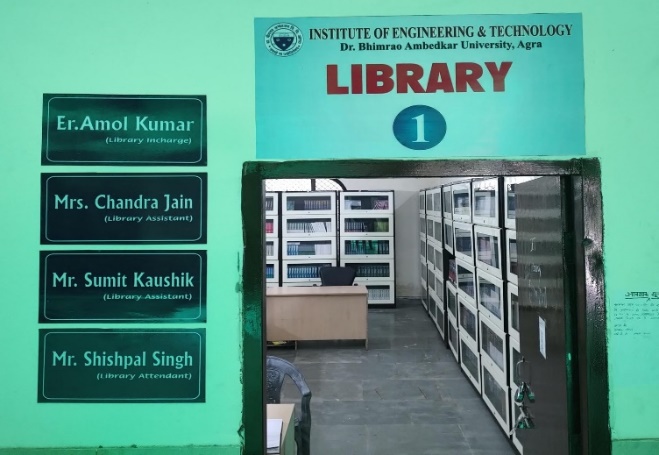 INSTITUTE OF ENGINEERING & TECHNOLOGY
Dr. Bhimrao Ambedkar University, Agra
LIBRARY
1
Er.Amol Kumar
(Library Incharge)
Mrs. Chandra Jain
(Library Assistant)
Mr. Sumit Kaushik
(Library Assistant)
Mr. Shishpal Singh
(Library Attendant)